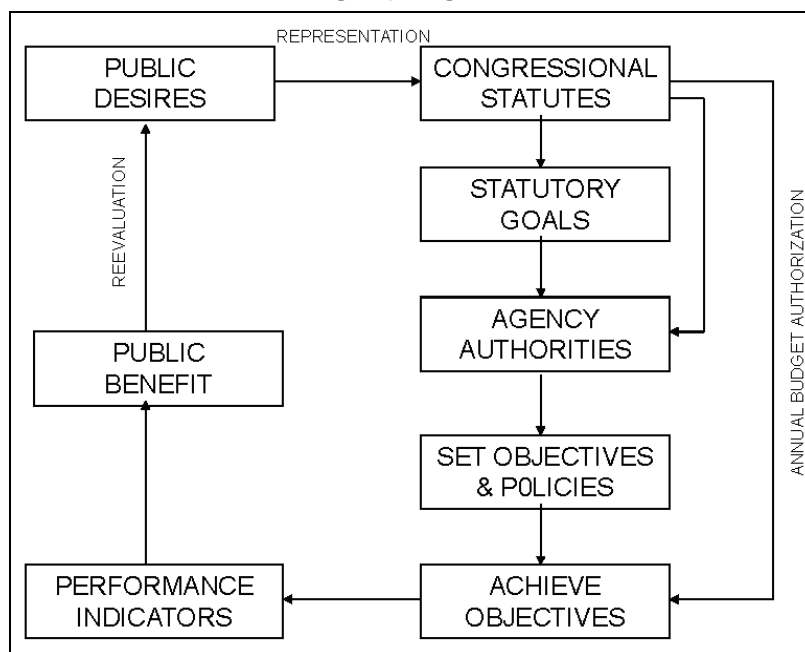 REPRESENTATION
PUBLIC
DESIRES
CONGRESSIONAL
STATUTES
STATUTORY
GOALS
REEVALUATION
ANNUAL BUDGET AUTHORIZATION
AGENCY
AUTHORITIES
PUBLIC
BENEFIT
SET OBJECTIVES
& P0LICIES
PERFORMANCE
INDICATORS
ACHIEVE
OBJECTIVES